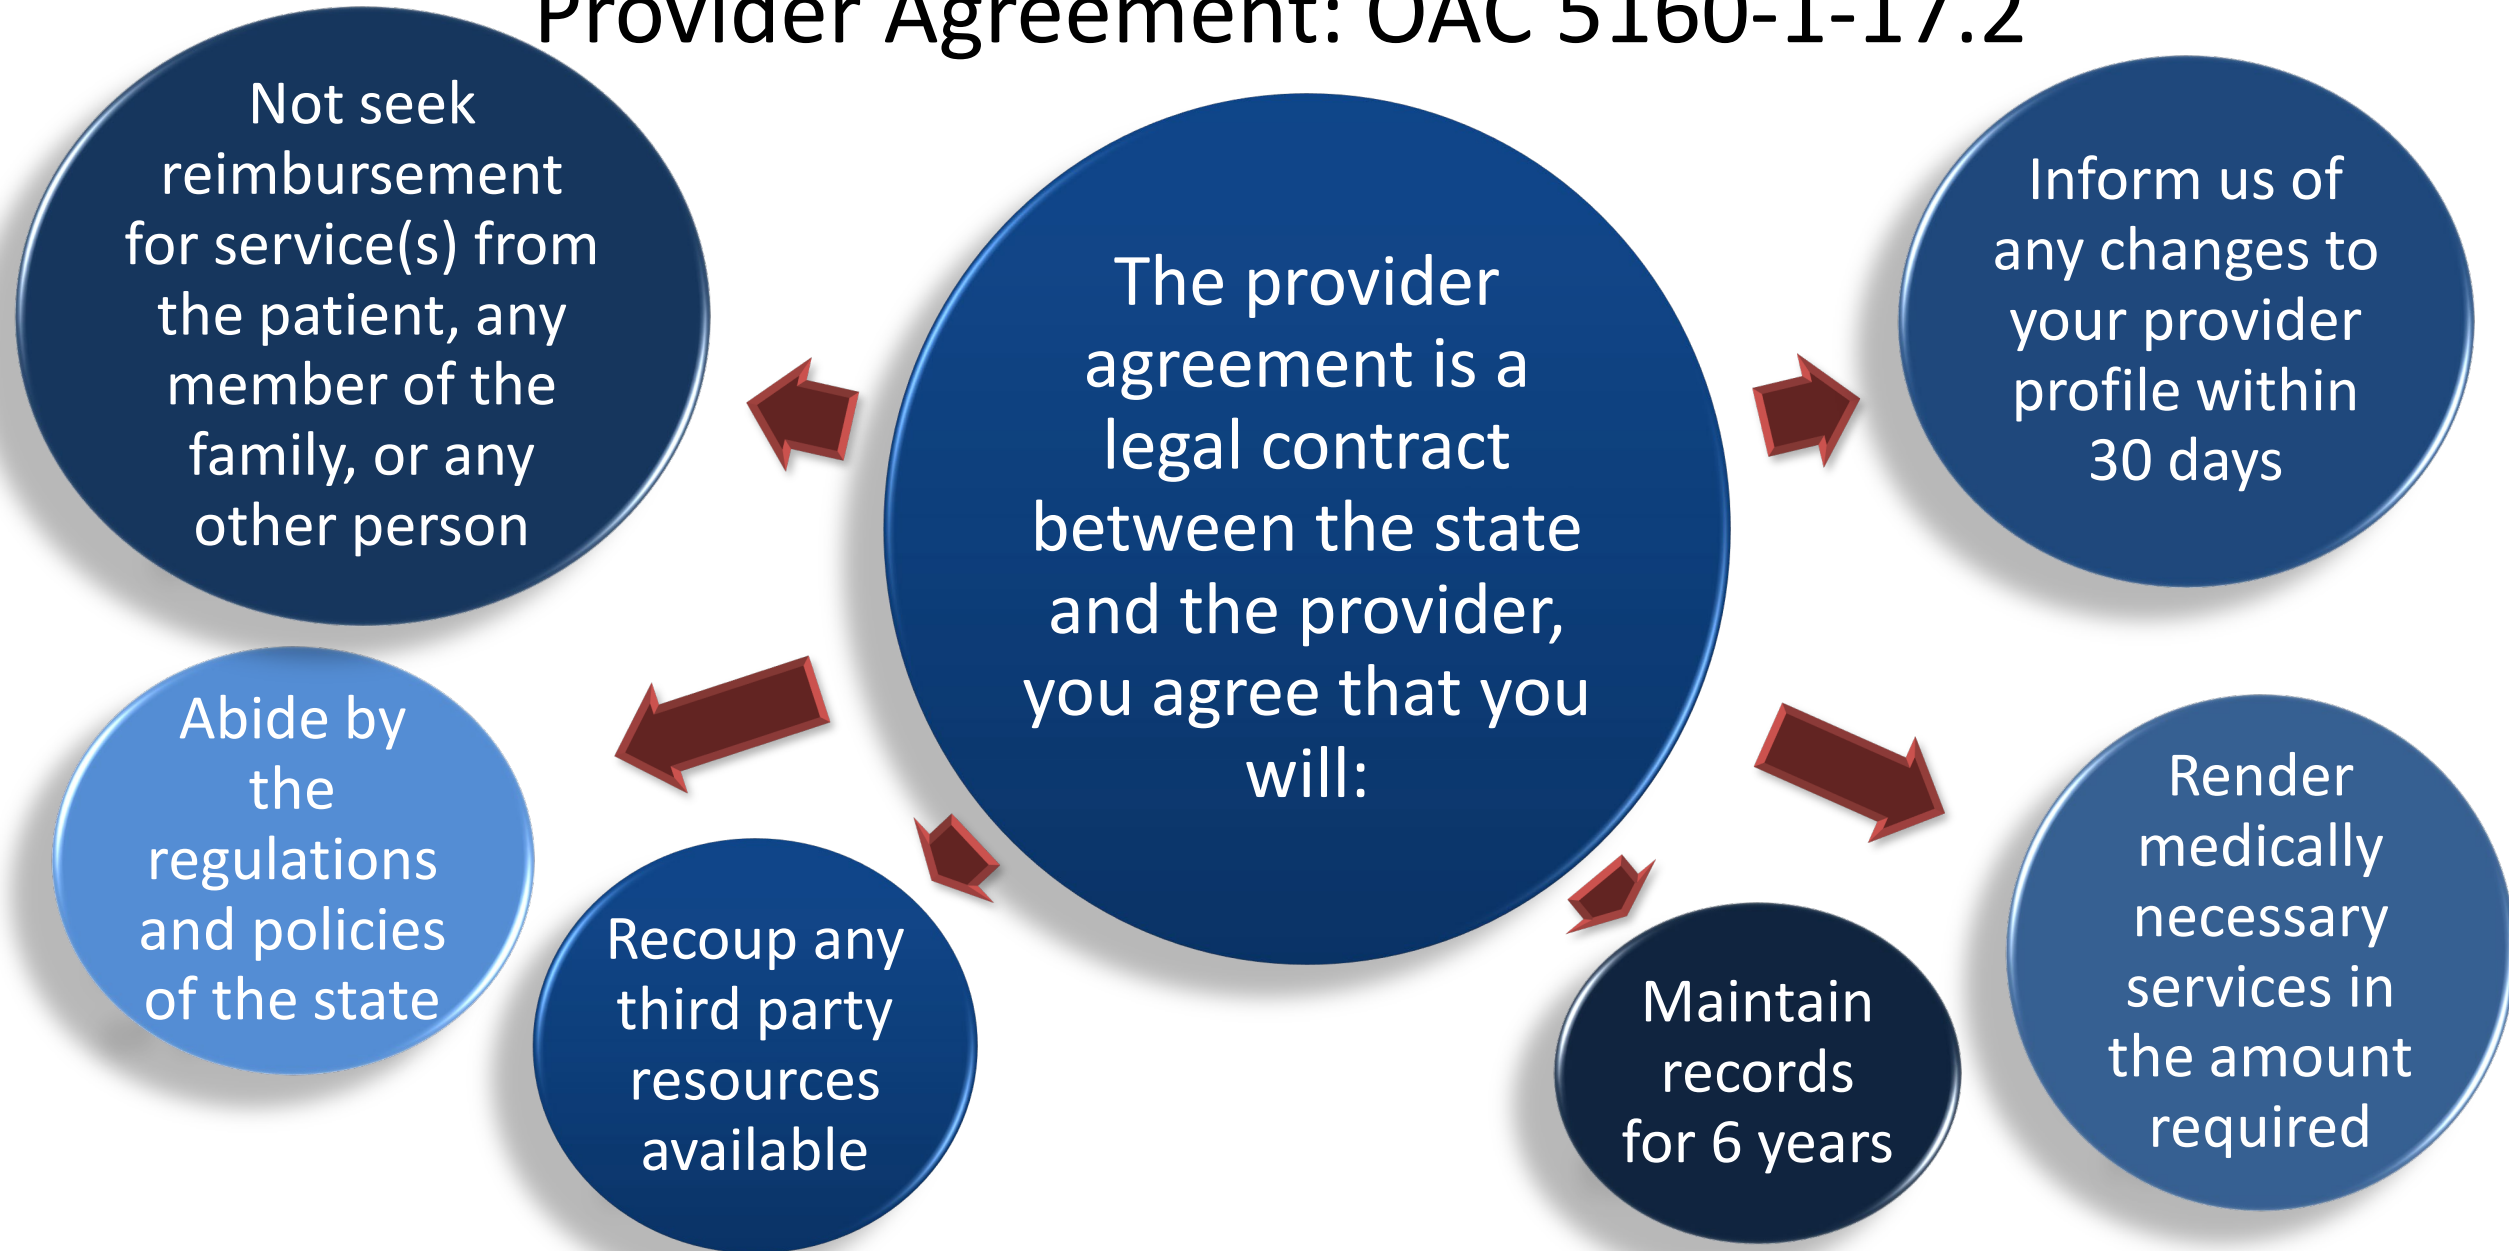 Provider Agreement: OAC 5160-1-17.2
Not seek
reimbursement
for service(s) from
the patient, any
member of the
family, or any
other person
The provider
agreement is a
legal contract
between the state
and the provider,
you agree that you
will:
Inform us of
any changes to
your provider
profile within
30 days
Abide by
the
regulations
and policies
of the state
Recoup any
third party
resources
available
Maintain
records
for 6 years
Render
medically
necessary
services in
the amount
required